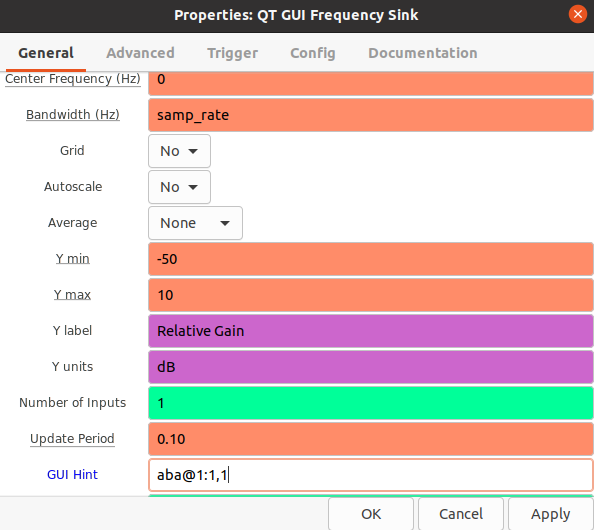 Properties: QT GUI Frequency Sink
General Advanced Trigger Config Documentation
Center Frequency (Hz) 0
Bandwidth (Hz) samp_rate
Grid No
Autoscale No
Average None
Y min -50
Y max 10
Y label Relative Gain
Y units dB
Number of Inputs 1
Update Period 0.10
GUI Hint aba@1:1,1
OK Cancel Apply